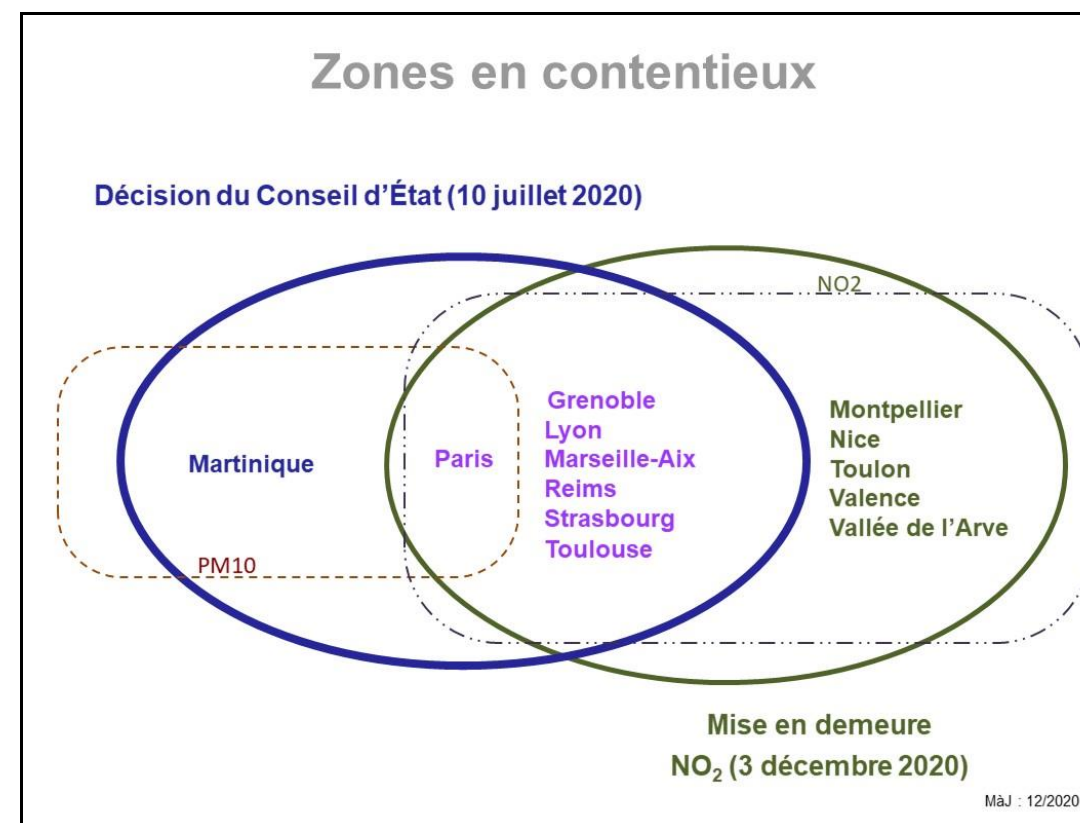 Zones en contentieux
Décision du Conseil d’État (10 juillet 2020)
NO2
Martinique
PM10
Paris
Grenoble
Lyon
Marseille-Aix
Reims
Strasbourg
Toulouse
Montpellier
Nice
Toulon
Valence
Vallée de l’Arve
Mise en demeure
NO₂ (3 décembre 2020)
MàJ : 12/2020